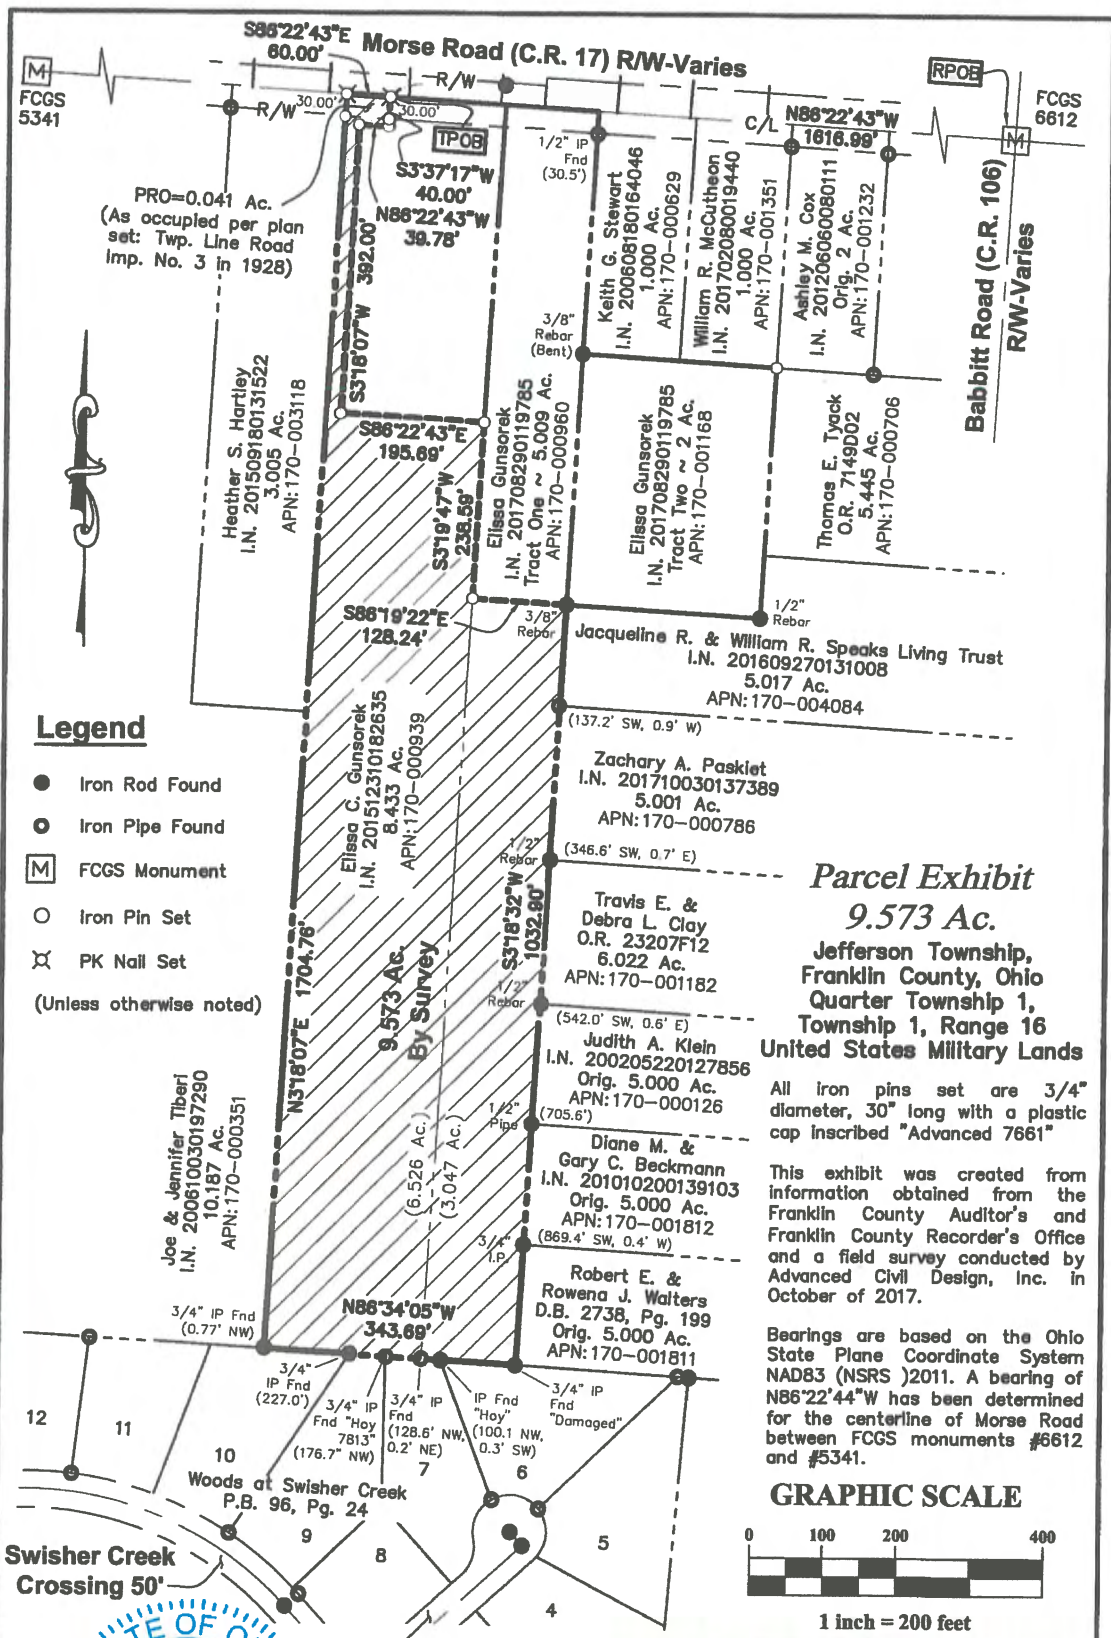 S86°22'43"E
60.00'
Morse Road (C.R. 17) R/W-Varies
M
FCGS
5341
R/W
R/W
30.00'
30.00'
TPOB
RPOB
M
FCGS
6612
C/L
N86°22'43"W
1616.99'
1/2" IP
Fnd
(30.5')
S3°37'17"W
40.00'
N86°22'43"W
39.78'
PRO=0.041 Ac.
(As occupied per plan
set: Twp. Line Road
Imp. No. 3 in 1928)
S3°18'07"W 392.00'
Keith G. Stewart
I.N. 200608180164046
1.000 Ac.
APN:170-000629
William R. McCutheon
I.N. 201702080019440
1.000 Ac.
APN:170-001351
Ashley M. Cox
I.N. 201206060080111
Orig. 2 Ac.
APN:170-001232
Babbitt Road (C.R. 106)
R/W-Varies
3/8"
Rebar
(Bent)
Heather S. Hartley
I.N. 201509180131522
3.005 Ac.
APN:170-003118
S86°22'43"E
195.69'
S3°19'47"W
238.59'
Elissa Gunsorek
I.N. 201708290119785
Tract One ~ 5.009 Ac.
APN:170-000960
Elissa Gunsorek
I.N. 201708290119785
Tract Two ~ 2 Ac.
APN:170-001168
Thomas E. Tyack
O.R. 7149D02
5.445 Ac.
APN:170-000706
S86°19'22"E
128.24'
3/8"
Rebar
1/2"
Rebar
Jacqueline R. & William R. Speaks Living Trust
I.N. 201609270131008
5.017 Ac.
APN:170-004084
(137.2' SW, 0.9' W)
Legend
Iron Rod Found
Iron Pipe Found
M FCGS Monument
Iron Pin Set
PK Nail Set
(Unless otherwise noted)
Elissa C. Gunsorek
I.N. 201512310182635
8.433 Ac.
APN:170-000939
Zachary A. Paskiet
I.N. 201710030137389
5.001 Ac.
APN:170-000786
1/2"
Rebar
(346.6' SW, 0.7' E)
S3°18'32"W
1032.90'
Travis E. &
Debra L. Clay
O.R. 23207F12
6.022 Ac.
APN:170-001182
1/2"
Rebar
(542.0' SW, 0.6' E)
N3°18'07"E 1704.76'
9.573 Ac.
By Survey
(6.526 Ac.)
(3.047 Ac.)
Judith A. Klein
I.N. 200205220127856
Orig. 5.000 Ac.
APN:170-000126
1/2"
Pipe
(705.6')
Diane M. &
Gary C. Beckmann
I.N. 201010200139103
Orig. 5.000 Ac.
APN:170-001812
3/4"
I.P.
(869.4' SW, 0.4' W)
Robert E. &
Rowena J. Walters
D.B. 2738, Pg. 199
Orig. 5.000 Ac.
APN:170-001811
Joe & Jennifer Tiberi
I.N. 200610030197290
10.187 Ac.
APN:170-000351
N86°34'05"W
343.69'
3/4" IP Fnd
(0.77' NW)
3/4"
IP Fnd
(227.0')
3/4" IP
Fnd "Hoy
7813"
(176.7" NW)
3/4" IP
Fnd
(128.6' NW,
0.2' NE)
IP Fnd
"Hoy"
(100.1 NW,
0.3' SW)
3/4" IP
Fnd
"Damaged"
12
11
10
9
8
7
6
5
4
Woods at Swisher Creek
P.B. 96, Pg. 24
Swisher Creek
Crossing 50'
Parcel Exhibit
9.573 Ac.
Jefferson Township,
Franklin County, Ohio
Quarter Township 1,
Township 1, Range 16
United States Military Lands
All iron pins set are 3/4"
diameter, 30" long with a plastic
cap inscribed "Advanced 7661"
This exhibit was created from
information obtained from the
Franklin County Auditor's and
Franklin County Recorder's Office
and a field survey conducted by
Advanced Civil Design, Inc. in
October of 2017.
Bearings are based on the Ohio
State Plane Coordinate System
NAD83 (NSRS )2011. A bearing of
N86°22'44"W has been determined
for the centerline of Morse Road
between FCGS monuments #6612
and #5341.
GRAPHIC SCALE
0 100 200 400
1 inch = 200 feet
TE OF O